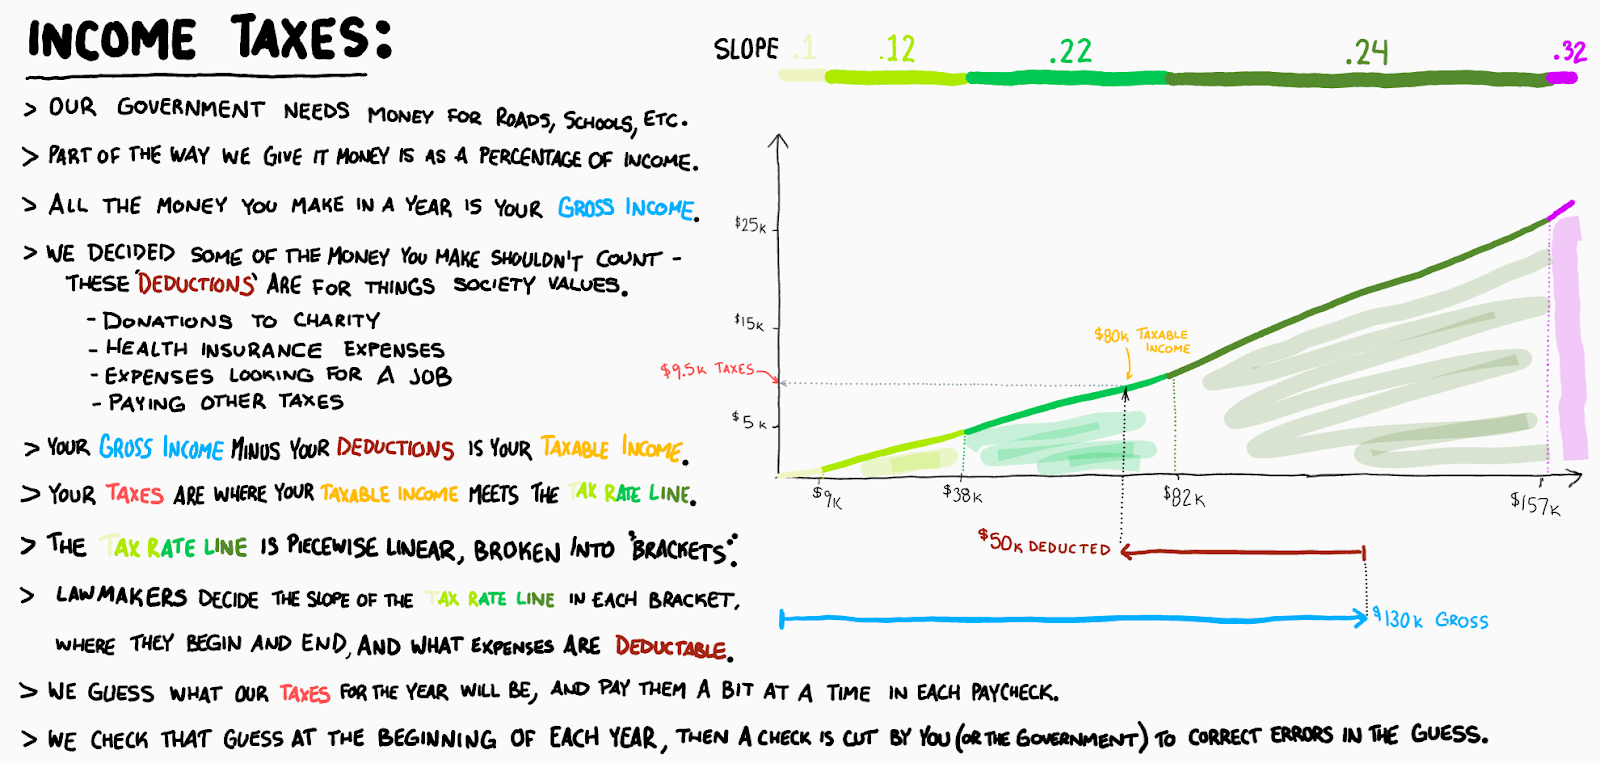 INCOME TAXES:
> OUR GOVERNMENT NEEDS MONEY FOR ROADS, SCHOOLS, ETC.
> PART OF THE WAY WE GIVE IT MONEY IS AS A PERCENTAGE OF INCOME.
> ALL THE MONEY YOU MAKE IN A YEAR IS YOUR GROSS INCOME.
> WE DECIDED SOME OF THE MONEY YOU MAKE SHOULDN'T COUNT -
THESE 'DEDUCTIONS' ARE FOR THINGS SOCIETY VALUES.
- DONATIONS TO CHARITY
- HEALTH INSURANCE EXPENSES
- EXPENSES LOOKING FOR A JOB
- PAYING OTHER TAXES
> YOUR GROSS INCOME MINUS YOUR DEDUCTIONS IS YOUR TAXABLE INCOME.
> YOUR TAXES ARE WHERE YOUR TAXABLE INCOME MEETS THE TAX RATE LINE.
> THE TAX RATE LINE IS PIECEWISE LINEAR, BROKEN INTO "BRACKETS".
> LAWMAKERS DECIDE THE SLOPE OF THE TAX RATE LINE IN EACH BRACKET,
WHERE THEY BEGIN AND END, AND WHAT EXPENSES ARE DEDUCTABLE.
> WE GUESS WHAT OUR TAXES FOR THE YEAR WILL BE, AND PAY THEM A BIT AT A TIME IN EACH PAYCHECK.
> WE CHECK THAT GUESS AT THE BEGINNING OF EACH YEAR, THEN A CHECK IS CUT BY YOU (OR THE GOVERNMENT) TO CORRECT ERRORS IN THE GUESS.
SLOPE .1 .12 .22 .24 .32
$25K
$15K
$80K TAXABLE
INCOME
$9.5K TAXES
$5K
$9K $38K $82K $157K
$50K DEDUCTED
$130K GROSS